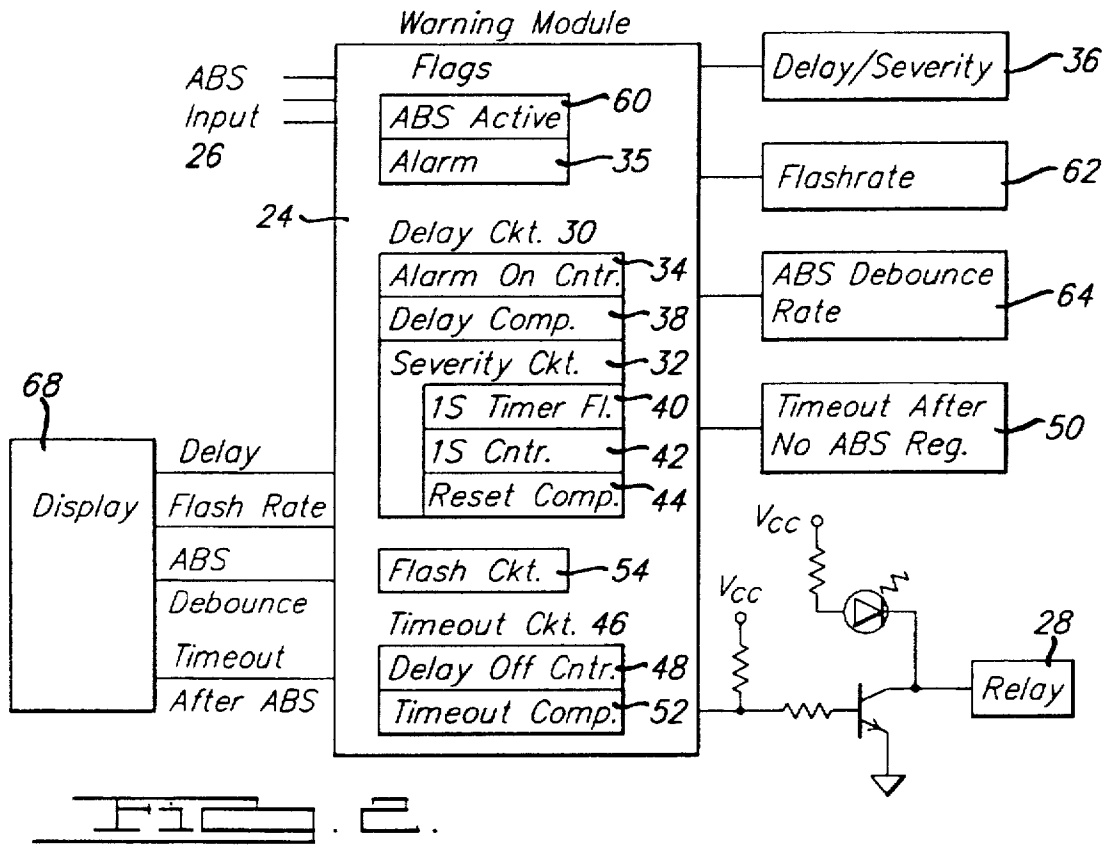 Warning Module
ABS
Input
26
24
Flags
60
ABS Active
Alarm
35
Delay Ckt. 30
Alarm On Cntr.
34
Delay Comp.
38
Severity Ckt.
32
1S Timer Fl.
40
1S Cntr.
42
Reset Comp.
44
Flash Ckt.
54
Timeout Ckt. 46
Delay Off Cntr.
48
Timeout Comp.
52
Delay/Severity
36
Flashrate
62
ABS Debounce
Rate
64
Timeout After
No ABS Reg.
50
68
Display
Delay
Flash Rate
ABS
Debounce
Timeout
After ABS
VCC
VCC
28
Relay
Fig. 2.